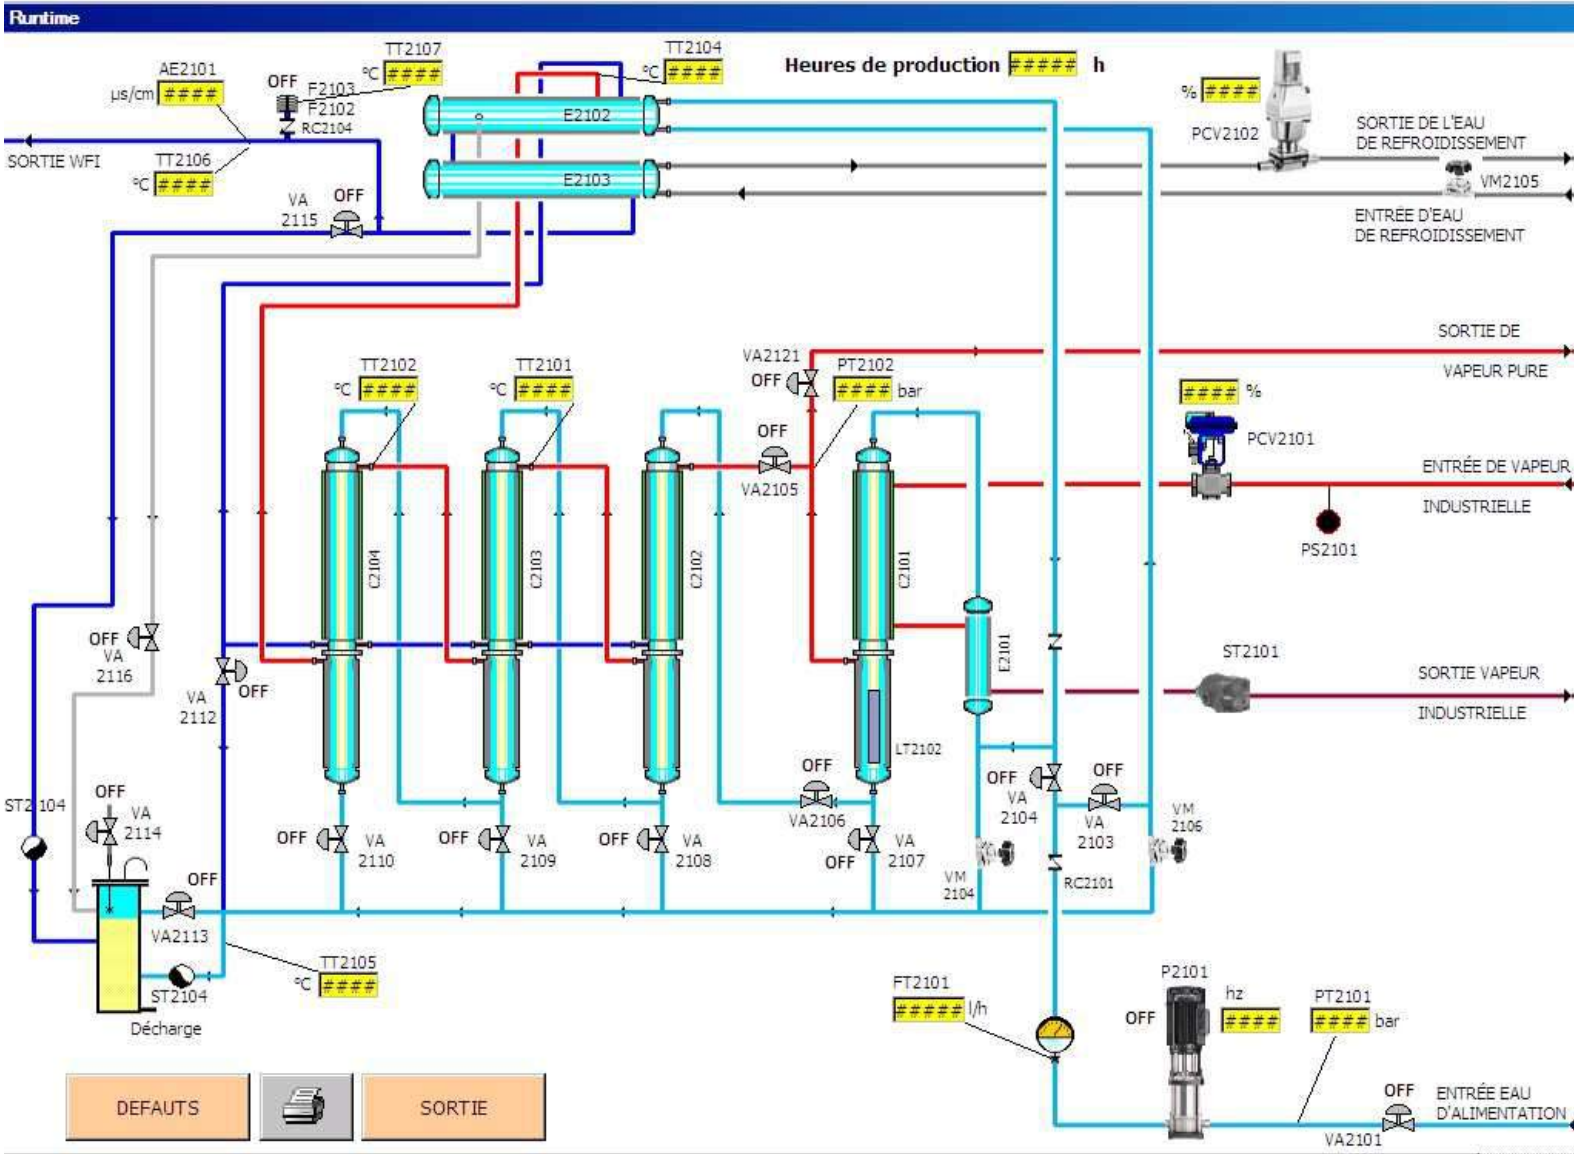 Runtime
TT2107
°C ####
TT2104
°C ####
Heures de production ##### h
AE2101
µs/cm ####
OFF F2103
F2102
RC2104
E2102
% ####
PCV2102
SORTIE DE L'EAU
DE REFROIDISSEMENT
SORTIE WFI
TT2106
°C ####
E2103
VM2105
VA
2115
OFF
ENTRÉE D'EAU
DE REFROIDISSEMENT
SORTIE DE
VAPEUR PURE
TT2102
°C ####
TT2101
°C ####
VA2121
OFF
PT2102
#### bar
#### %
PCV2101
OFF
VA2105
ENTRÉE DE VAPEUR
INDUSTRIELLE
PS2101
C2104
C2103
C2102
C2101
E2101
OFF
VA
2116
OFF
VA
2112
ST2101
SORTIE VAPEUR
INDUSTRIELLE
LT2102
OFF
VA
2104
OFF
VA
2103
VM
2106
ST2104
OFF
VA
2114
VA2106
OFF
OFF
VA
2110
OFF
VA
2109
OFF
VA
2108
OFF
VA
2107
VM
2104
RC2101
OFF
VA2113
TT2105
°C ####
ST2104
Décharge
FT2101
##### l/h
P2101
OFF
hz
####
PT2101
#### bar
OFF
VA2101
ENTRÉE EAU
D'ALIMENTATION
DEFAUTS
SORTIE